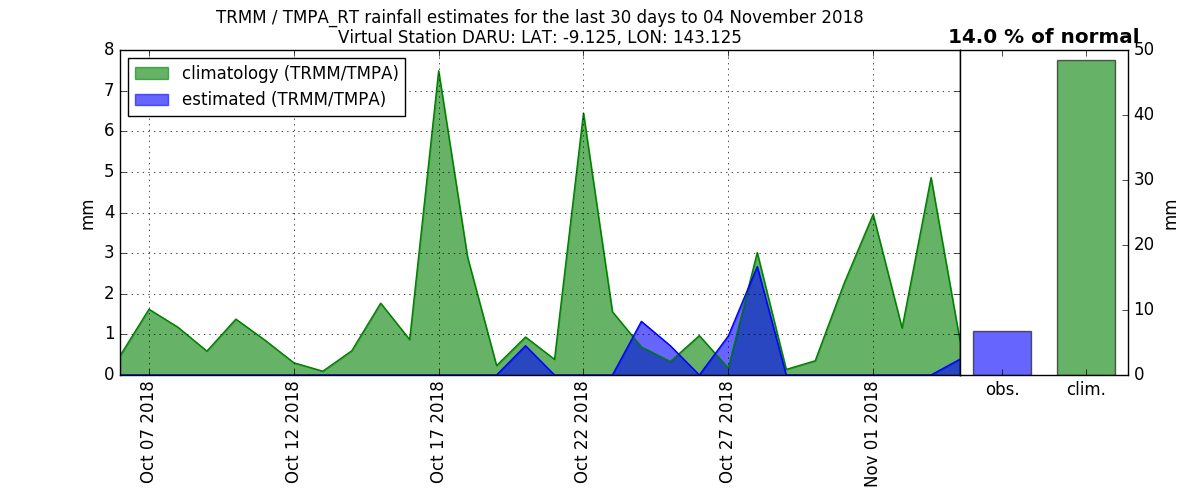 TRMM / TMPA_RT rainfall estimates for the last 30 days to 04 November 2018
Virtual Station DARU: LAT: -9.125, LON: 143.125
14.0 % of normal
climatology (TRMM/TMPA)
estimated (TRMM/TMPA)
8
7
6
5
4
3
2
1
0
mm
50
40
30
20
10
0
mm
Oct 07 2018
Oct 12 2018
Oct 17 2018
Oct 22 2018
Oct 27 2018
Nov 01 2018
obs.
clim.